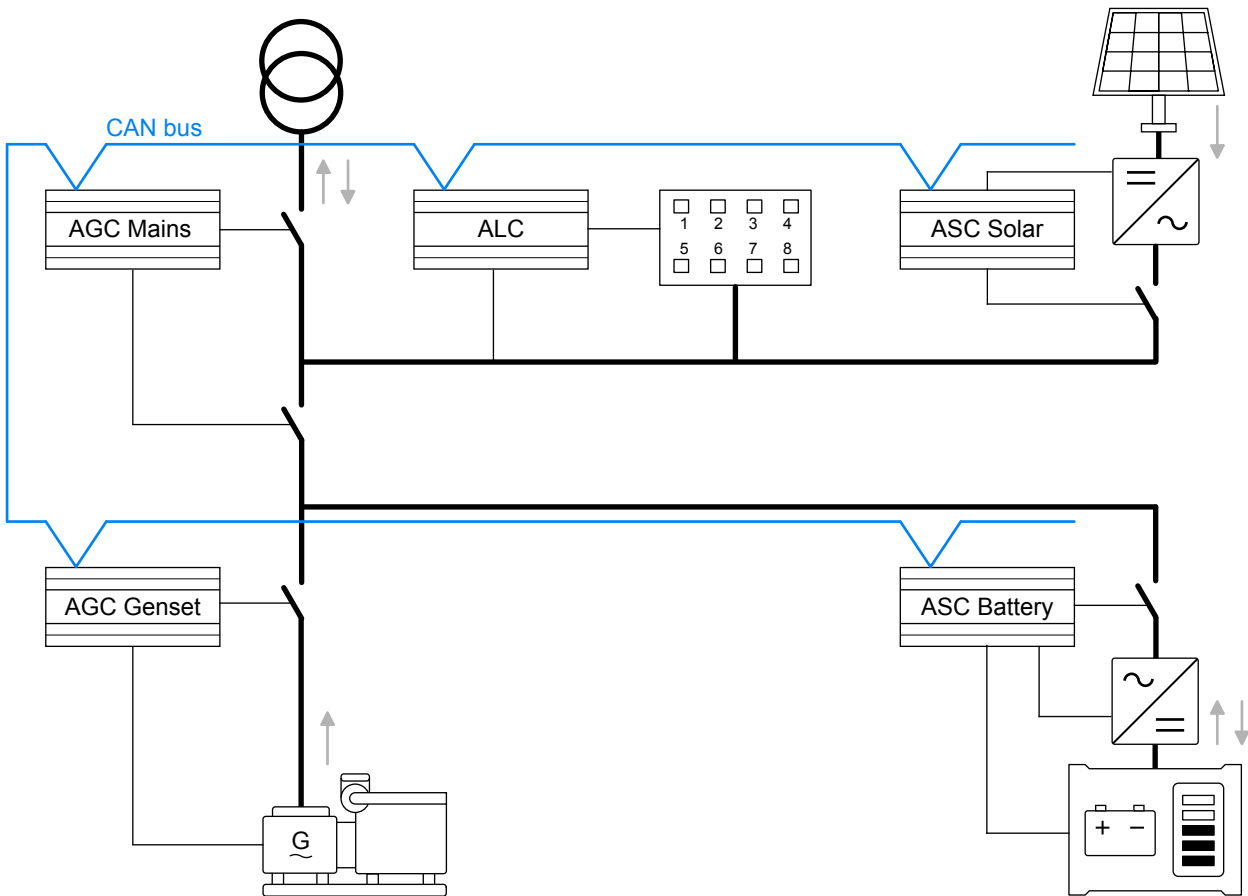 CAN bus
AGC Mains
ALC
1 2 3 4
5 6 7 8
ASC Solar
AGC Genset
ASC Battery
G
+ −